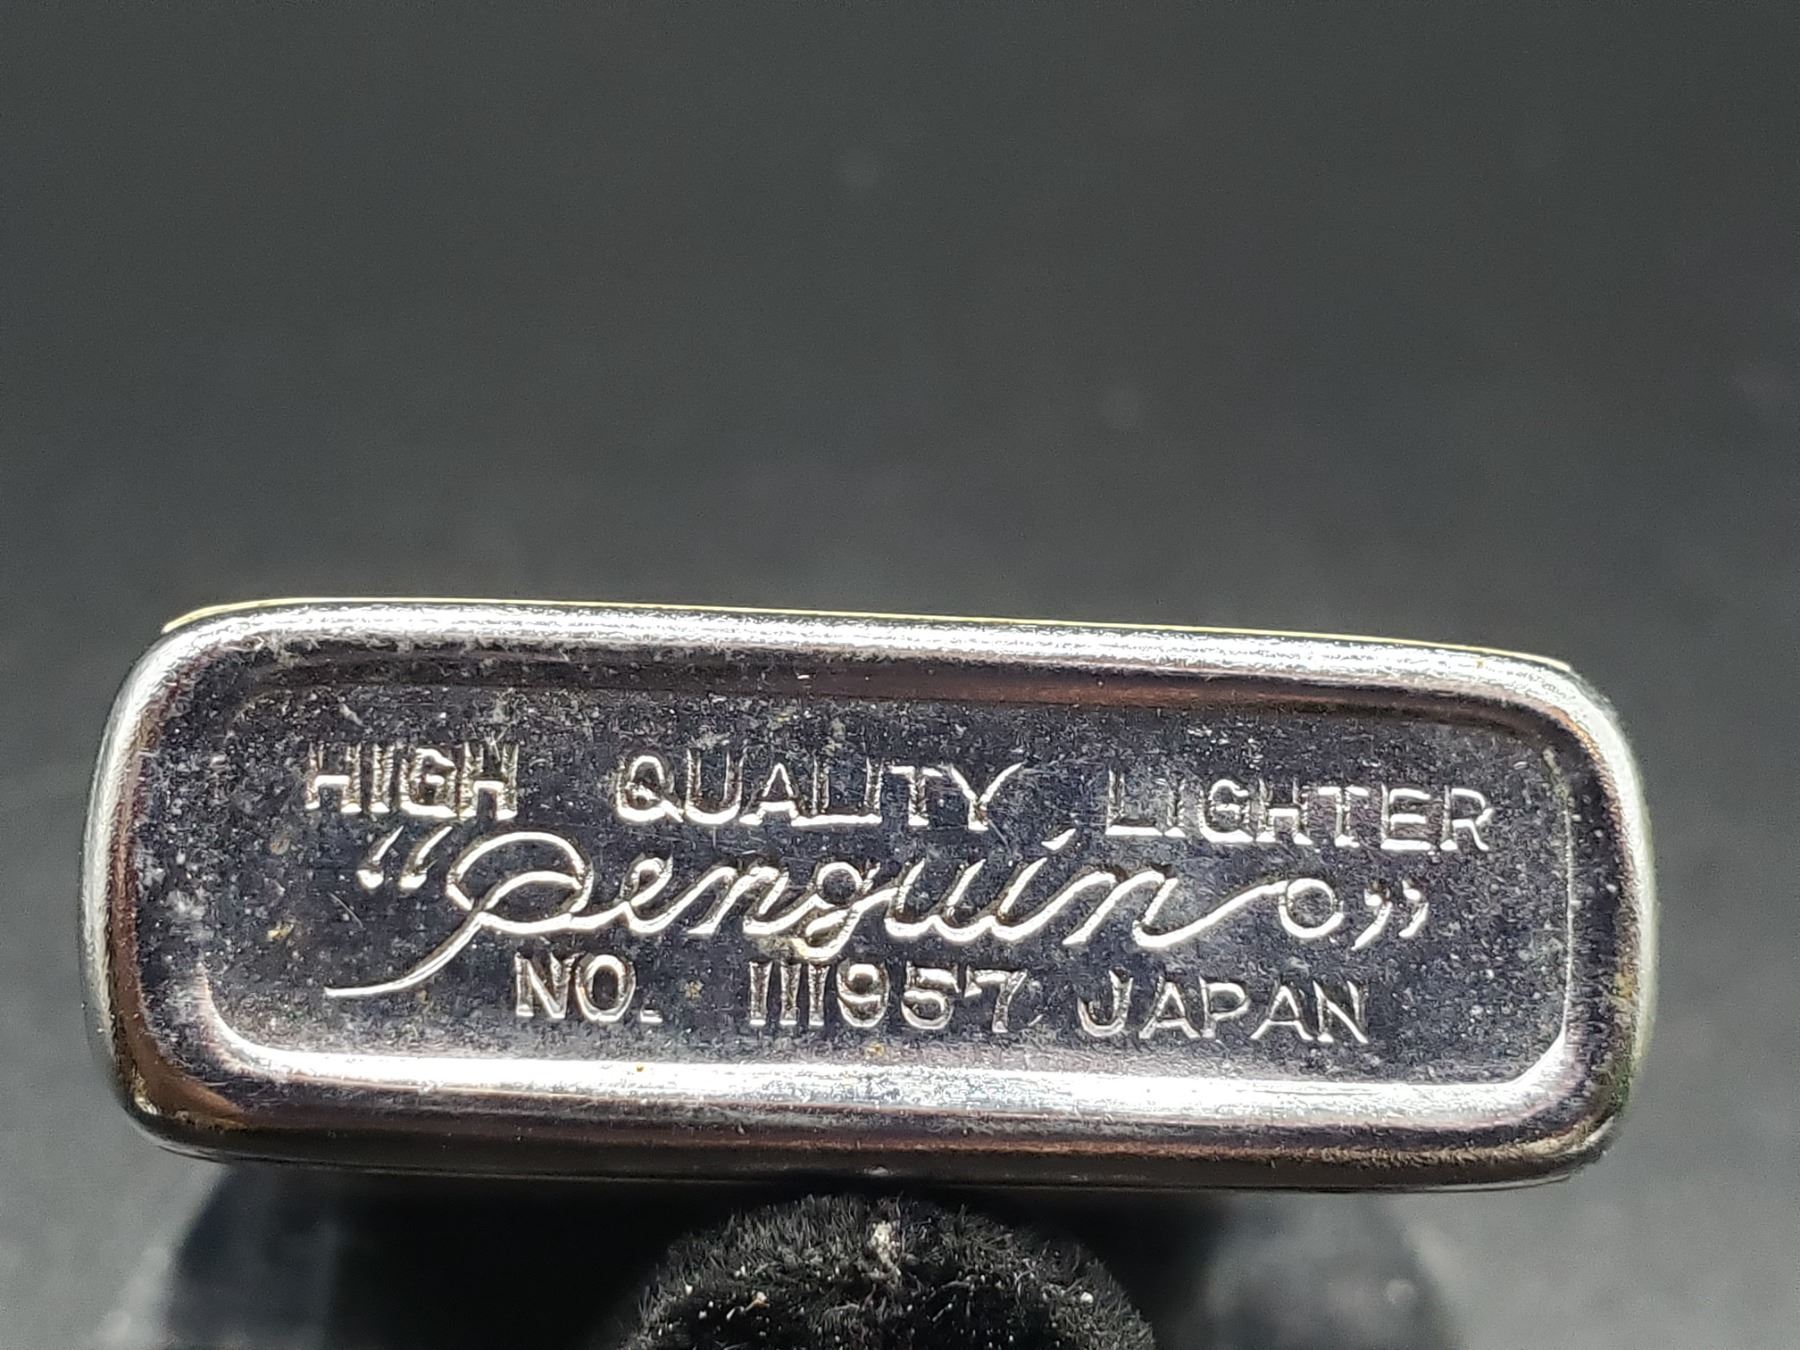 HIGH QUALITY LIGHTER
“Penguin”
NO. 111957 JAPAN